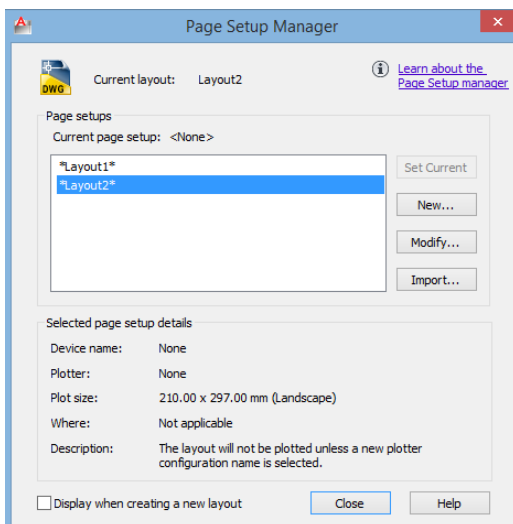 Page Setup Manager
DWG
Current layout: Layout2
Learn about the
Page Setup manager
Page setups
Current page setup: <None>
*Layout1*
*Layout2*
Set Current
New...
Modify...
Import...
Selected page setup details
Device name: None
Plotter: None
Plot size: 210.00 x 297.00 mm (Landscape)
Where: Not applicable
Description: The layout will not be plotted unless a new plotter
configuration name is selected.
Display when creating a new layout
Close
Help